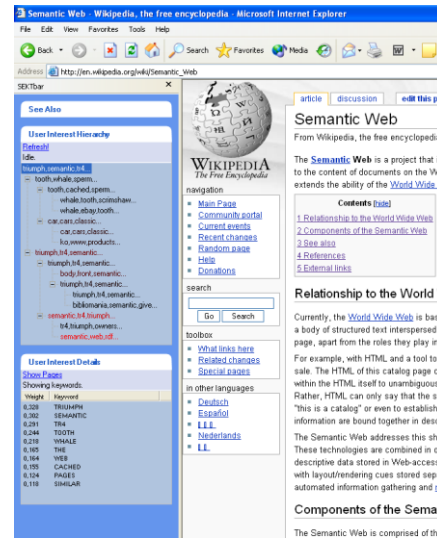 Semantic Web - Wikipedia, the free encyclopedia - Microsoft Internet Explorer
File Edit View Favorites Tools Help
Back Search Favorites Media
Address http://en.wikipedia.org/wiki/Semantic_Web
SEKTbar
See Also
User Interest Hierarchy
Refresh!
Idle.
triumph,semantic,tr4...
tooth,whale,sperm...
tooth,cached,sperm...
whale,tooth,scrimshaw...
whale,ebay,tooth...
car,cars,classic...
car,cars,classic...
ko,www,products...
triumph,tr4,semantic...
triumph,tr4,semantic...
body,front,semantic...
triumph,tr4,semantic...
triumph,tr4,semantic...
bibliomania,semantic,give...
semantic,tr4,triumph...
tr4,triumph,owners...
semantic,web,rdf...
User Interest Details
Show Pages
Showing keywords.
Weight Keyword
0,328 TRIUMPH
0,302 SEMANTIC
0,291 TR4
0,244 TOOTH
0,218 WHALE
0,165 THE
0,164 WEB
0,155 CACHED
0,124 PAGES
0,118 SIMILAR
WIKIPEDIA
The Free Encyclopedia
navigation
Main Page
Community portal
Current events
Recent changes
Random page
Help
Donations
search
Go Search
toolbox
What links here
Related changes
Special pages
in other languages
Deutsch
Español
Nederlands
article discussion edit this p
Semantic Web
From Wikipedia, the free encyclopedi
The Semantic Web is a project that i
to the content of documents on the W
extends the ability of the World Wide
Contents [hide]
1 Relationship to the World Wide Web
2 Components of the Semantic Web
3 See also
4 References
5 External links
Relationship to the World
Currently, the World Wide Web is bas
a body of structured text interspersed
page, apart from the roles they play in
For example, with HTML and a tool to
sale. The HTML of this catalog page c
within the HTML itself to unambiguous
Rather, HTML can only say that the s
"this is a catalog" or even to establish
information are bound together in desc
The Semantic Web addresses this sh
These technologies are combined in o
descriptive data stored in Web-access
with layout/rendering cues stored sep
automated information gathering and
Components of the Sema
The Semantic Web is comprised of th